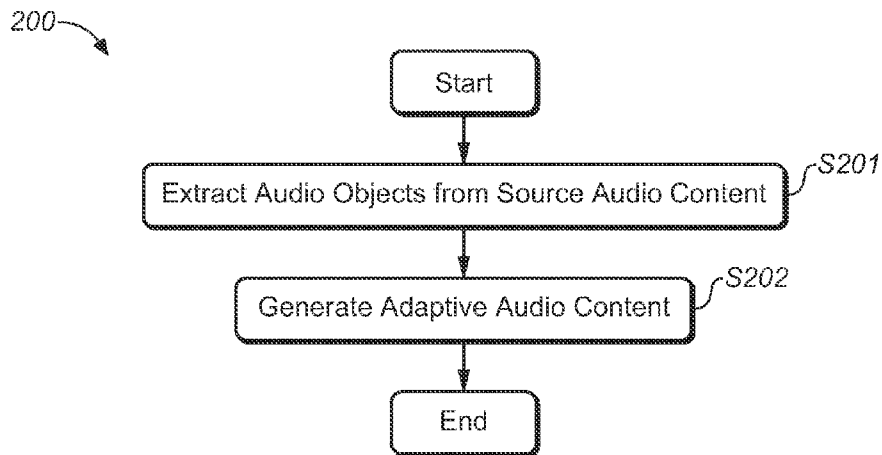 200
Start
Extract Audio Objects from Source Audio Content
S201
Generate Adaptive Audio Content
S202
End